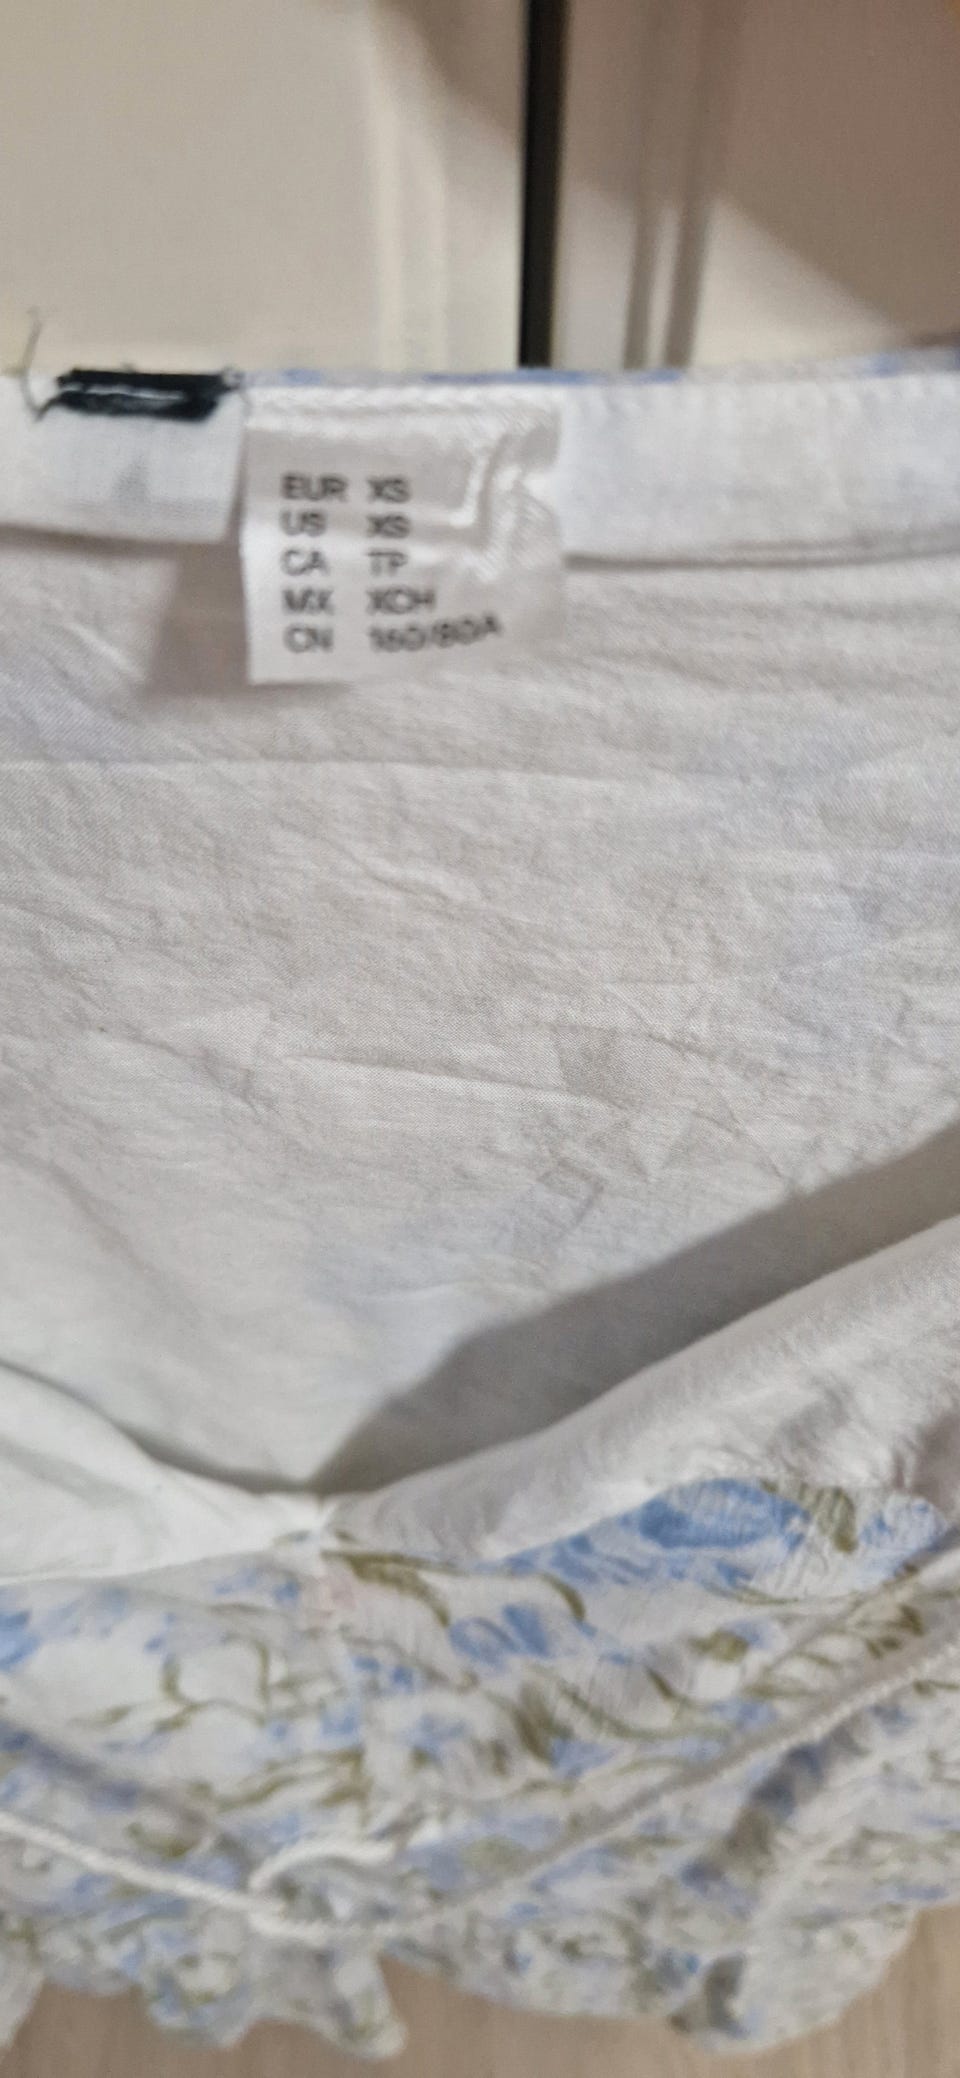 EUR XS
US XS
CA TP
MX XCH
CN 160/80A